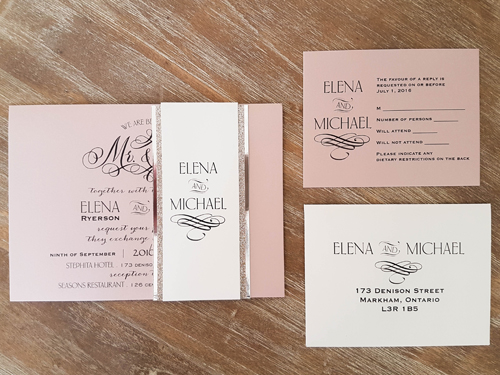 WE ARE
Mr. &
Together with
ELENA
AND
Ryerson
request your
they exchange
NINTH OF SEPTEMBER
STEPHITA HOTEL, 173
reception
SEASONS RESTAURANT, 126
ELENA
AND
MICHAEL
ELENA
AND
MICHAEL
THE FAVOUR OF A REPLY IS
REQUESTED ON OR BEFORE
JULY 1, 2016
M
NUMBER OF PERSONS
WILL ATTEND
WILL NOT ATTEND
PLEASE INDICATE ANY
DIETARY RESTRICTIONS ON THE BACK
ELENA AND MICHAEL
173 DENISON STREET
MARKHAM, ONTARIO
L3R 1B5